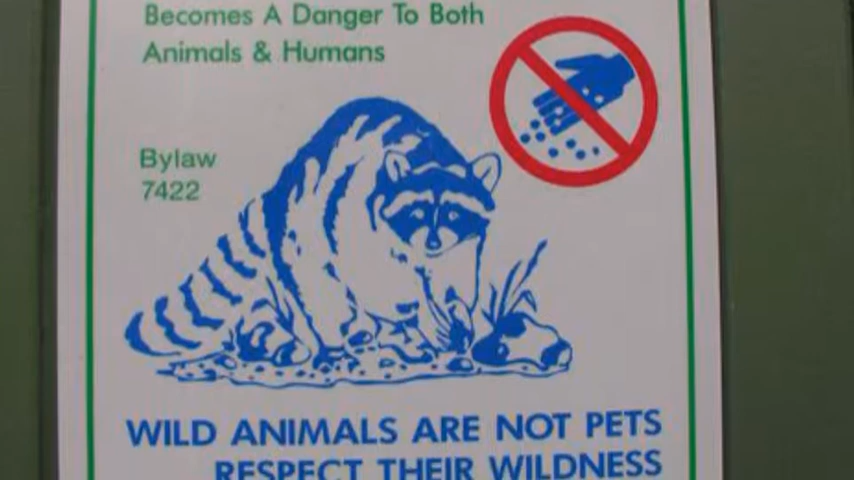 Becomes A Danger To Both
Animals & Humans
Bylaw
7422
WILD ANIMALS ARE NOT PETS
RESPECT THEIR WILDNESS